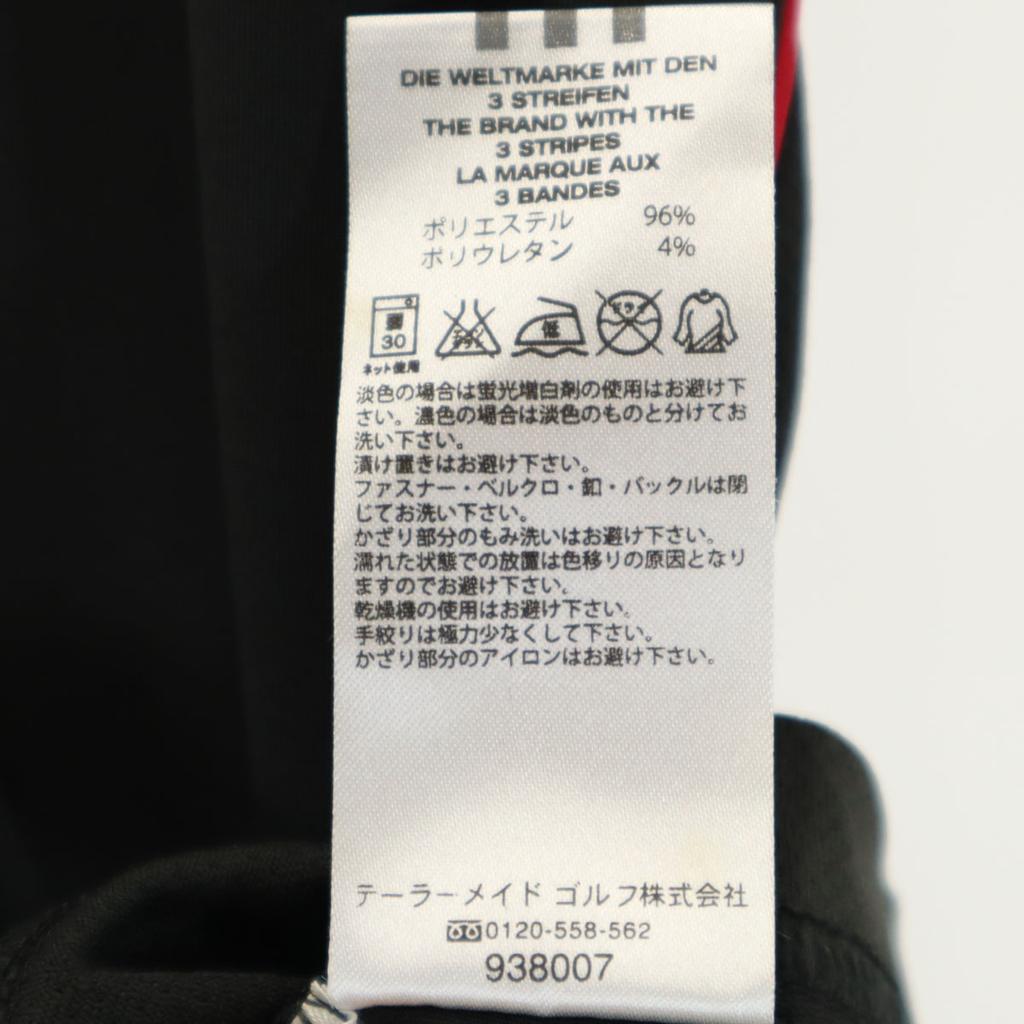 DIE WELTMARKE MIT DEN
3 STREIFEN
THE BRAND WITH THE
3 STRIPES
LA MARQUE AUX
3 BANDES
ポリエステル 96%
ポリウレタン 4%
弱
30
ネット使用
低
淡色の場合は蛍光増白剤の使用はお避け下
さい。濃色の場合は淡色のものと分けてお
洗い下さい。
漬け置きはお避け下さい。
ファスナー・ベルクロ・釦・バックルは閉
じてお洗い下さい。
かざり部分のもみ洗いはお避け下さい。
濡れた状態での放置は色移りの原因となり
ますのでお避け下さい。
乾燥機の使用はお避け下さい。
手絞りは極力少なくして下さい。
かざり部分のアイロンはお避け下さい。
テーラーメイド ゴルフ株式会社
0120-558-562
938007